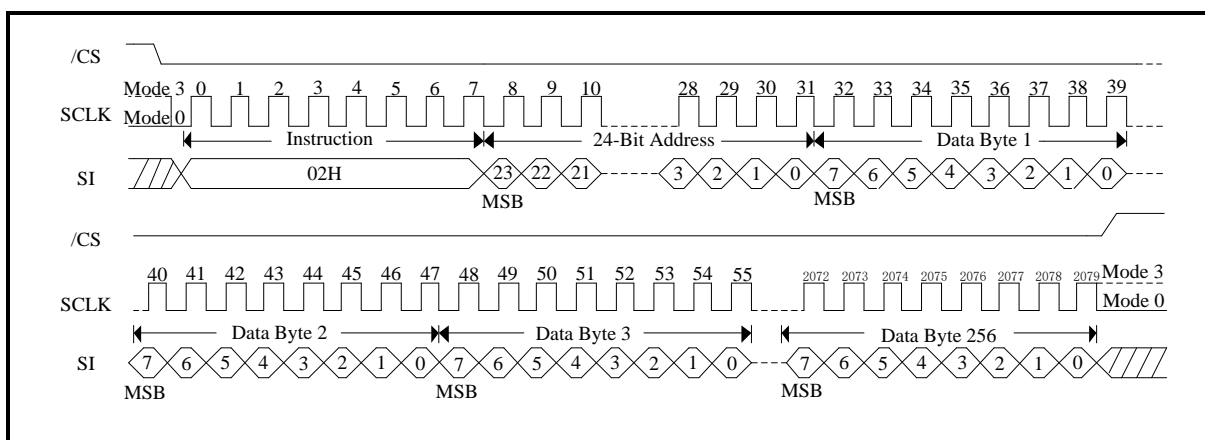 /CS
Mode 3 0 1 2 3 4 5 6 7 8 9 10 28 29 30 31 32 33 34 35 36 37 38 39
SCLK Mode 0
Instruction 24-Bit Address Data Byte 1
SI 02H 23 22 21 3 2 1 0 7 6 5 4 3 2 1 0
MSB MSB
/CS
40 41 42 43 44 45 46 47 48 49 50 51 52 53 54 55 2072 2073 2074 2075 2076 2077 2078 2079 Mode 3
SCLK Mode 0
Data Byte 2 Data Byte 3 Data Byte 256
SI 7 6 5 4 3 2 1 0 7 6 5 4 3 2 1 0 7 6 5 4 3 2 1 0
MSB MSB MSB